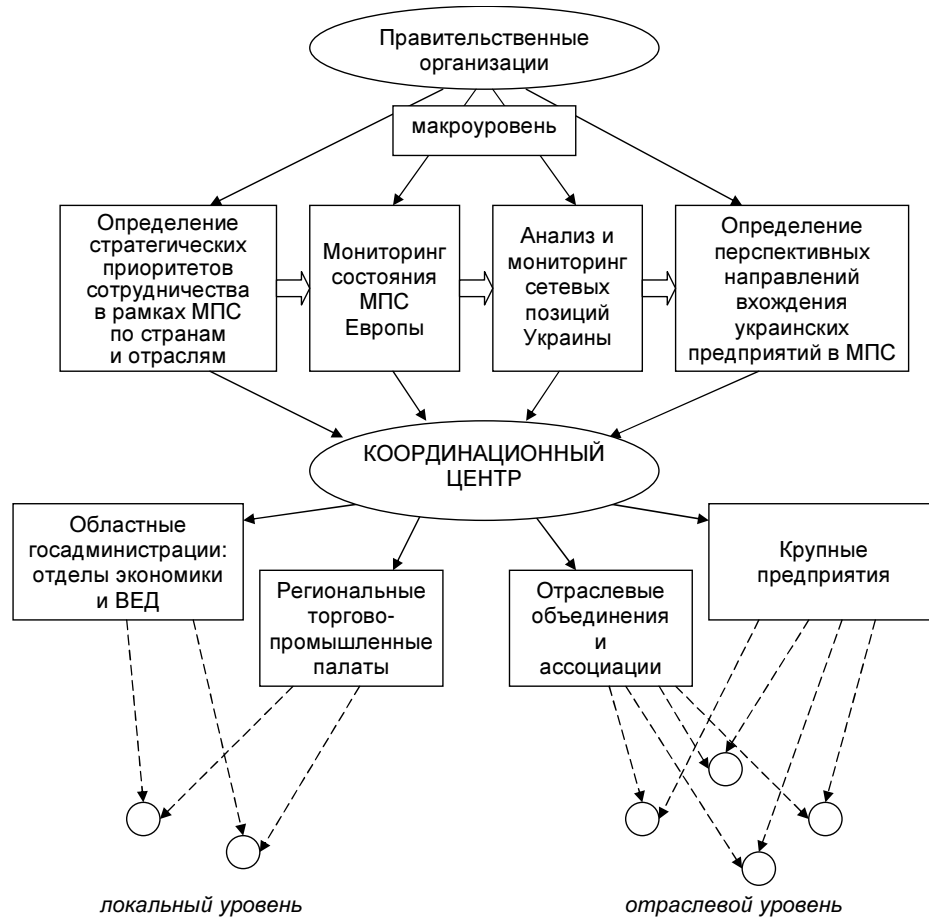 Правительственные
организации
макроуровень
Определение
стратегических
приоритетов
сотрудничества
в рамках МПС
по странам
и отраслям
Мониторинг
состояния
МПС
Европы
Анализ и
мониторинг
сетевых
позиций
Украины
Определение
перспективных
направлений
вхождения
украинских
предприятий в МПС
КООРДИНАЦИОННЫЙ
ЦЕНТР
Областные
госадминистрации:
отделы экономики
и ВЕД
Региональные
торгово-
промышленные
палаты
Отраслевые
объединения
и
ассоциации
Крупные
предприятия
локальный уровень
отраслевой уровень